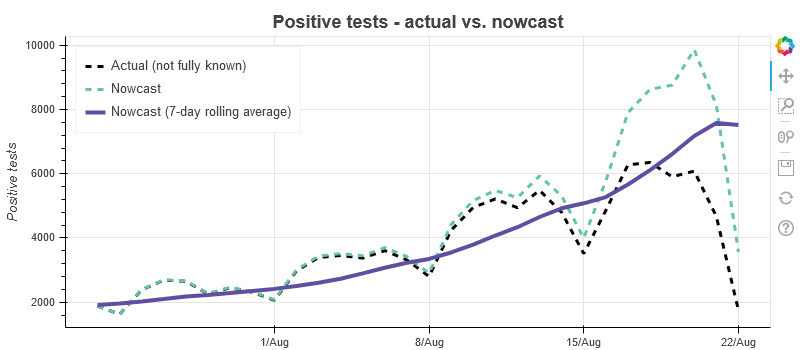 Positive tests - actual vs. nowcast
Actual (not fully known)
Nowcast
Nowcast (7-day rolling average)
Positive tests
10000
8000
6000
4000
2000
1/Aug
8/Aug
15/Aug
22/Aug